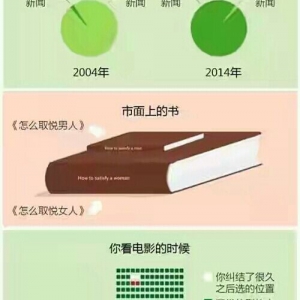 新闻 新闻 新闻 新闻
2004年 2014年
市面上的书
《怎么取悦男人》
How to satisfy a man
How to satisfy a woman
《怎么取悦女人》
你看电影的时候
你纠结了很久
之后选的位置